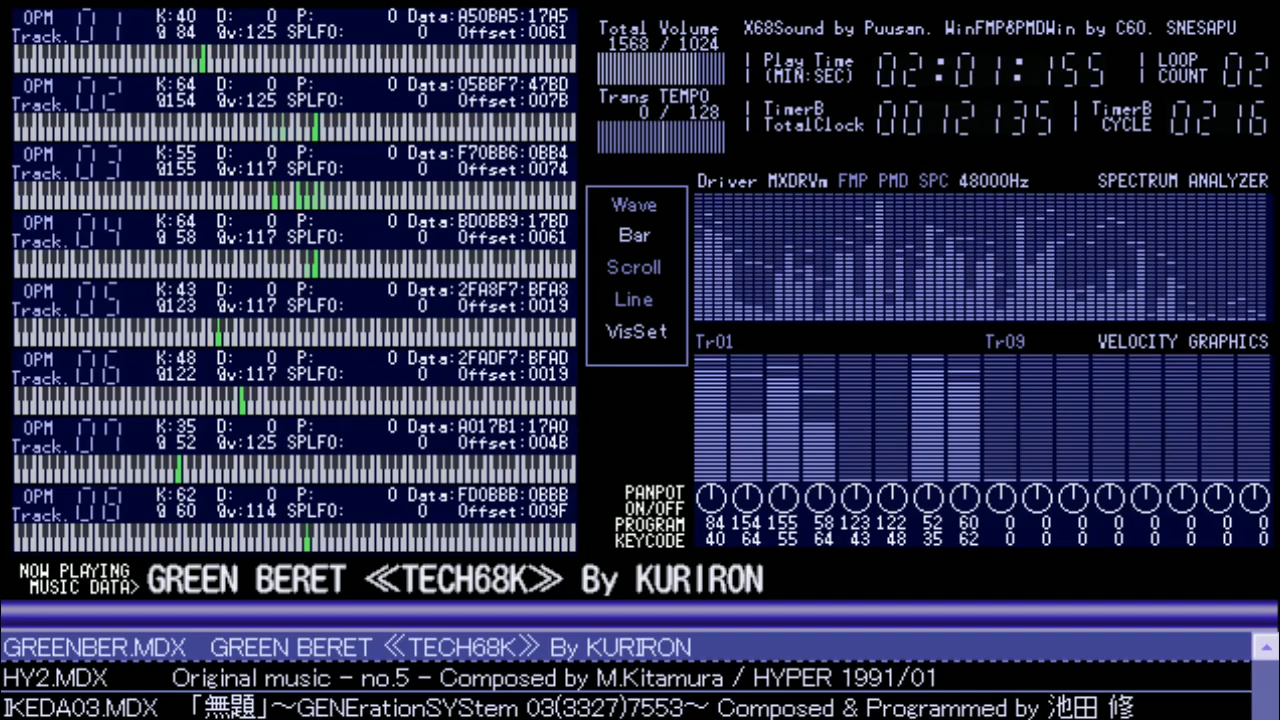 OPM 01 K:40 D: 0 P: 0 Data:A50BA5:17A5
Track. @ 84 @v:125 SPLFO: 0 Offset:0061
OPM 02 K:64 D: 0 P: 0 Data:05BBF7:47BD
Track. @154 @v:125 SPLFO: 0 Offset:007B
OPM 03 K:55 D: 0 P: 0 Data:F70BB6:0BB4
Track. @155 @v:117 SPLFO: 0 Offset:0074
OPM 04 K:64 D: 0 P: 0 Data:BD0BB9:17BD
Track. @ 58 @v:117 SPLFO: 0 Offset:0061
OPM 05 K:43 D: 0 P: 0 Data:2FA8F7:BFA8
Track. @123 @v:117 SPLFO: 0 Offset:0019
OPM 06 K:48 D: 0 P: 0 Data:2FADF7:BFAD
Track. @122 @v:117 SPLFO: 0 Offset:0019
OPM 07 K:35 D: 0 P: 0 Data:A017B1:17A0
Track. @ 52 @v:125 SPLFO: 0 Offset:004B
OPM 08 K:62 D: 0 P: 0 Data:FD0BBB:0BBB
Track. @ 60 @v:114 SPLFO: 0 Offset:009F
Total Volume
1568 / 1024
Trans TEMPO
0 / 128
X68Sound by Puusan. WinFMP&PMDWin by C60. SNESAPU
Play Time (MIN:SEC) 02:01:155 LOOP COUNT 02
TimerB TotalClock 0012135 TimerB CYCLE 0216
Wave
Bar
Scroll
Line
VisSet
Driver MXDRVm FMP PMD SPC 48000Hz SPECTRUM ANALYZER
Tr01 Tr09 VELOCITY GRAPHICS
PANPOT
ON/OFF
PROGRAM 84 154 155 58 123 122 52 60 0 0 0 0 0 0 0 0
KEYCODE 40 64 55 64 43 48 35 62 0 0 0 0 0 0 0 0
NOW PLAYING
MUSIC DATA> GREEN BERET ≪TECH68K≫ By KURIRON
GREENBER.MDX GREEN BERET ≪TECH68K≫ By KURIRON
HY2.MDX Original music - no.5 - Composed by M.Kitamura / HYPER 1991/01
IKEDA03.MDX 「無題」～GENErationSYStem 03(3327)7553～ Composed & Programmed by 池田 修